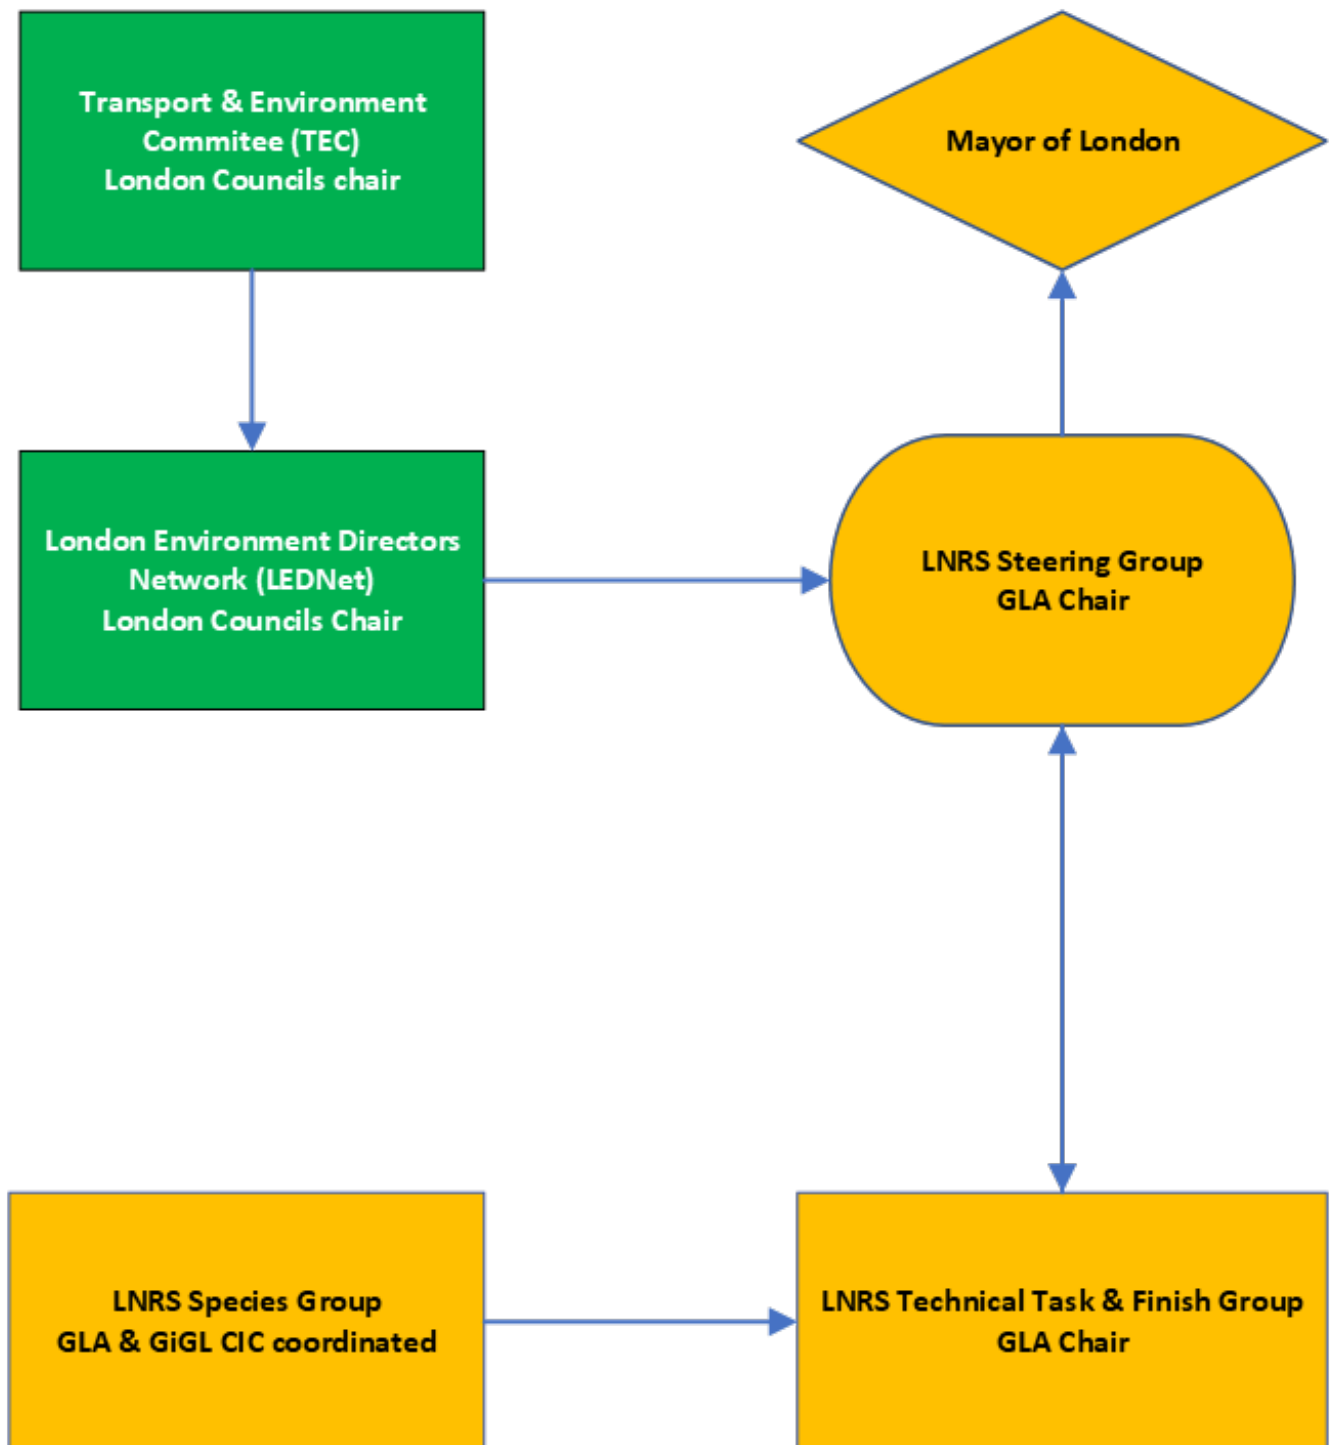 Transport & Environment
Commitee (TEC)
London Councils chair
Mayor of London
London Environment Directors
Network (LEDNet)
London Councils Chair
LNRS Steering Group
GLA Chair
LNRS Species Group
GLA & GiGL CIC coordinated
LNRS Technical Task & Finish Group
GLA Chair